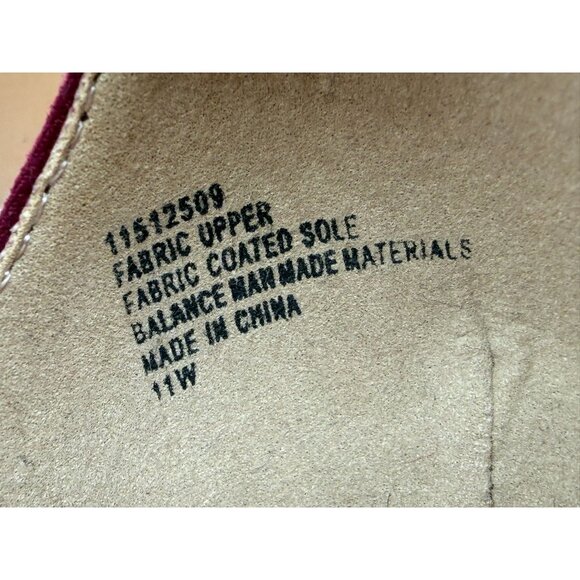 11512509
FABRIC UPPER
FABRIC COATED SOLE
BALANCE MAN MADE MATERIALS
MADE IN CHINA
11W